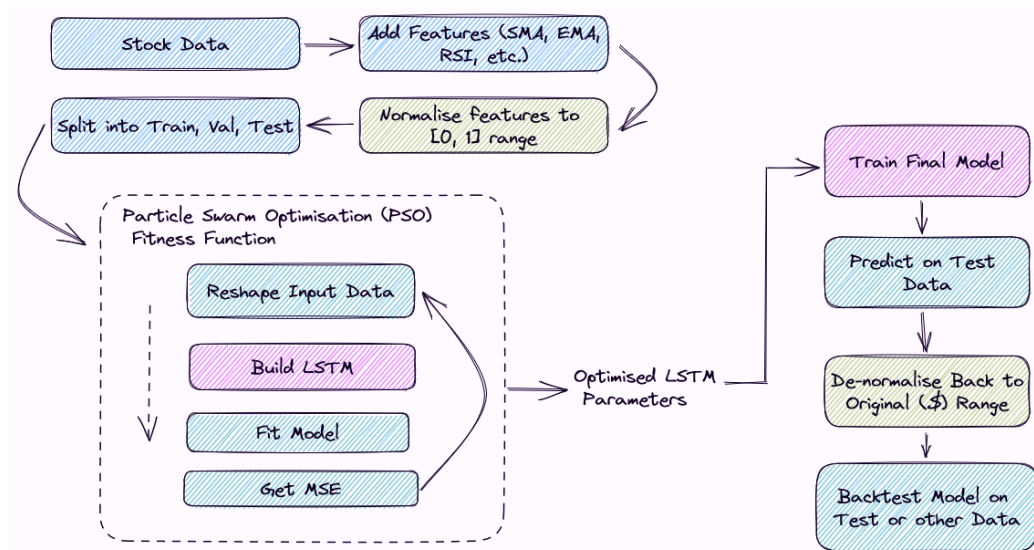 Stock Data
Add Features (SMA, EMA,
RSI, etc.)
Normalise features to
[0, 1] range
Split into Train, Val, Test
Particle Swarm Optimisation (PSO)
Fitness Function
Reshape Input Data
Build LSTM
Fit Model
Get MSE
Optimised LSTM
Parameters
Train Final Model
Predict on Test
Data
De-normalise Back to
Original ($) Range
Backtest Model on
Test or other Data